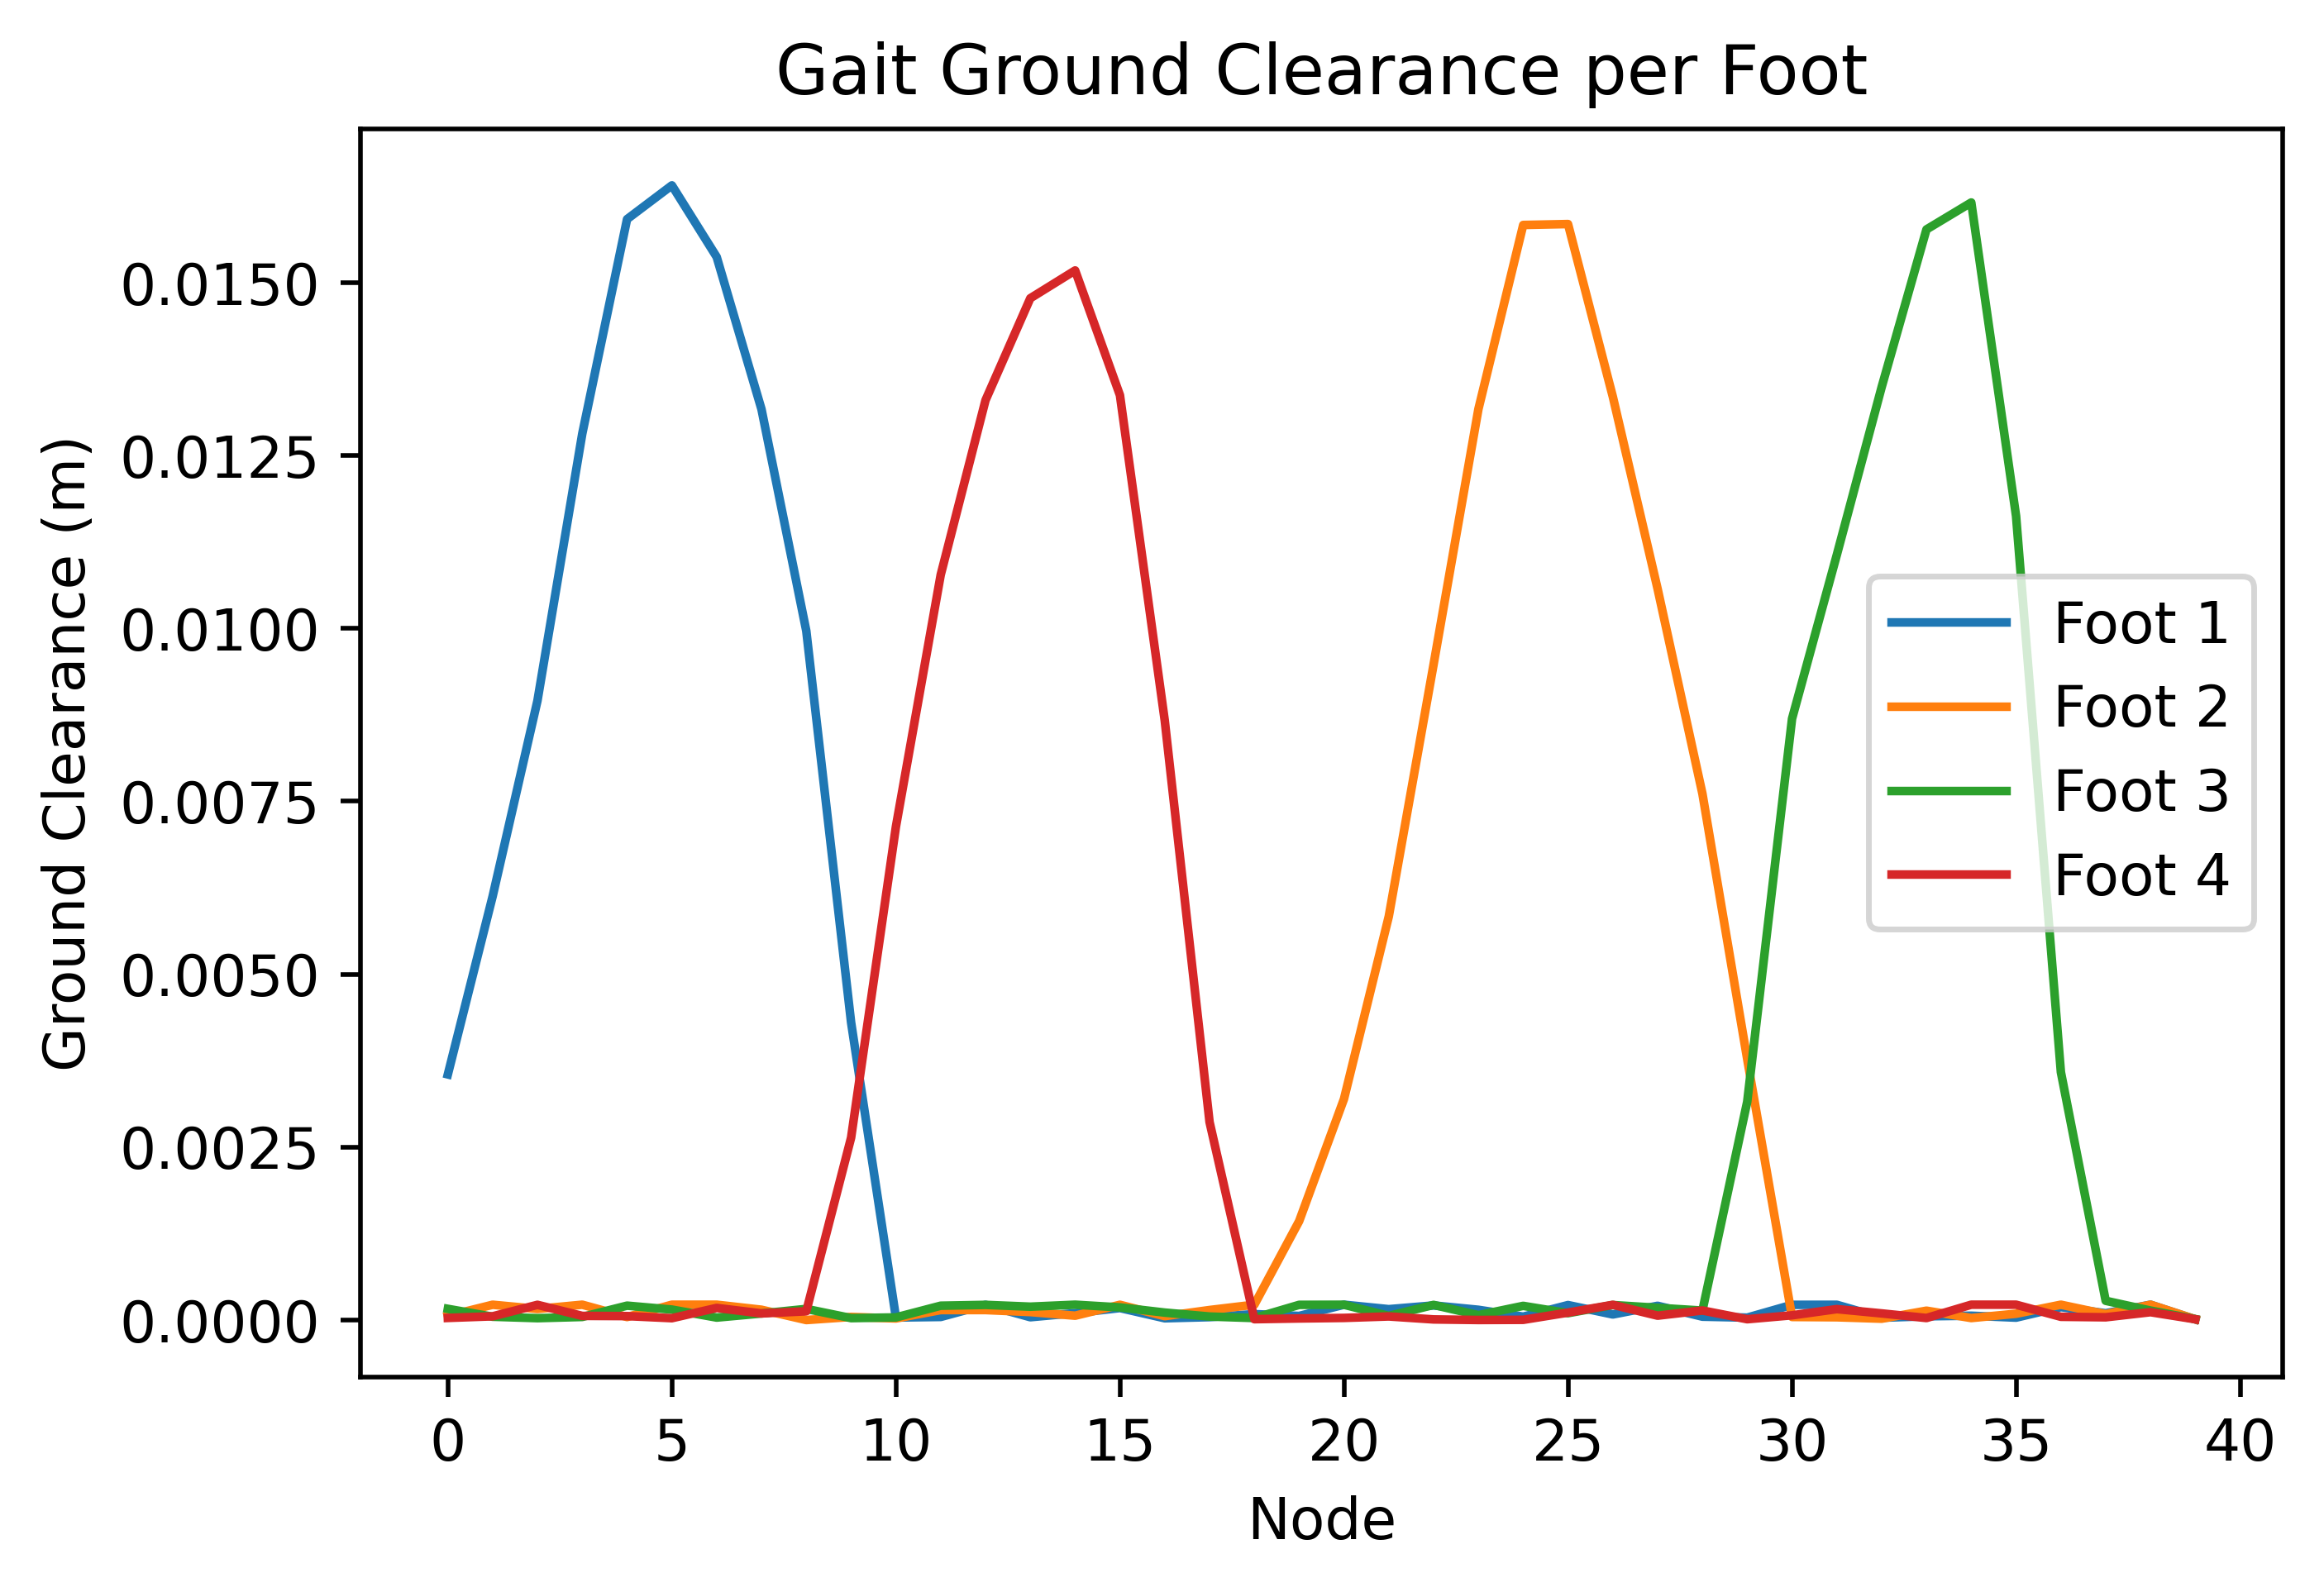 Gait Ground Clearance per Foot
Ground Clearance (m)
0.0150
0.0125
0.0100
0.0075
0.0050
0.0025
0.0000
Foot 1
Foot 2
Foot 3
Foot 4
0 5 10 15 20 25 30 35 40
Node